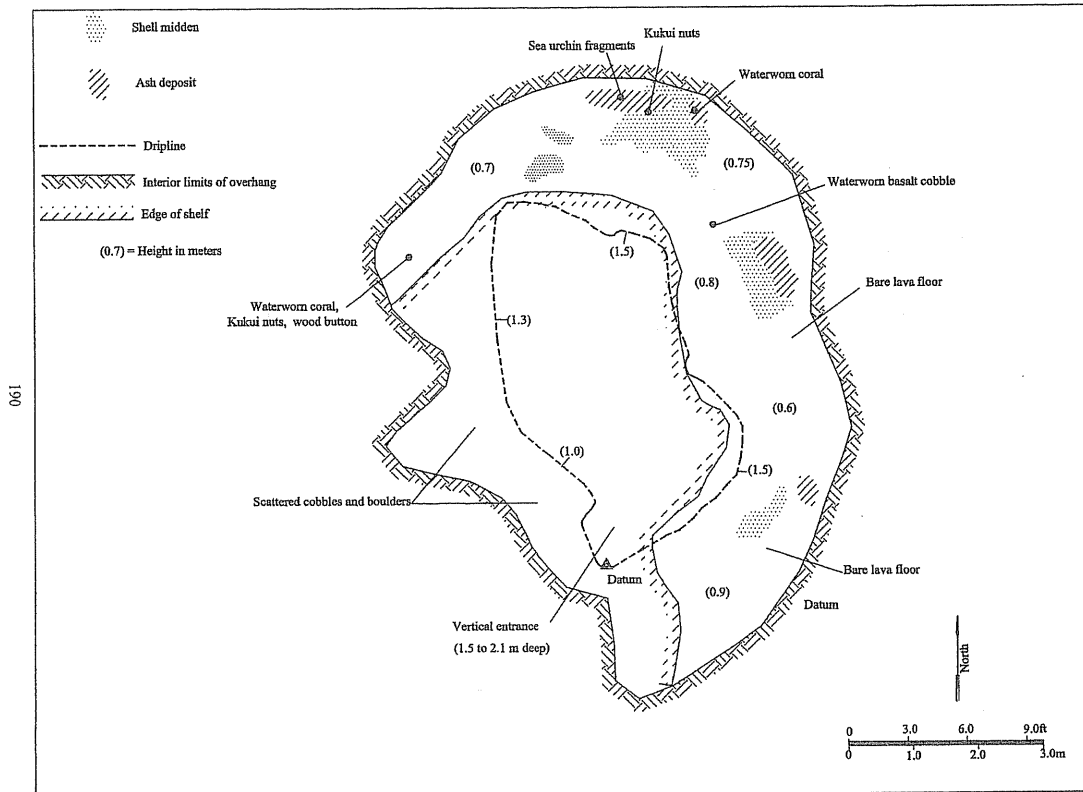 Shell midden
Ash deposit
Dripline
Interior limits of overhang
Edge of shelf
(0.7) = Height in meters
Sea urchin fragments
Kukui nuts
Waterworn coral
(0.7)
(0.75)
Waterworn basalt cobble
(1.5)
(0.8)
Bare lava floor
Waterworn coral,
Kukui nuts, wood button
(1.3)
(0.6)
(1.0)
(1.5)
Scattered cobbles and boulders
Bare lava floor
Datum
(0.9)
Datum
Vertical entrance
(1.5 to 2.1 m deep)
North
0 3.0 6.0 9.0ft
0 1.0 2.0 3.0m
190